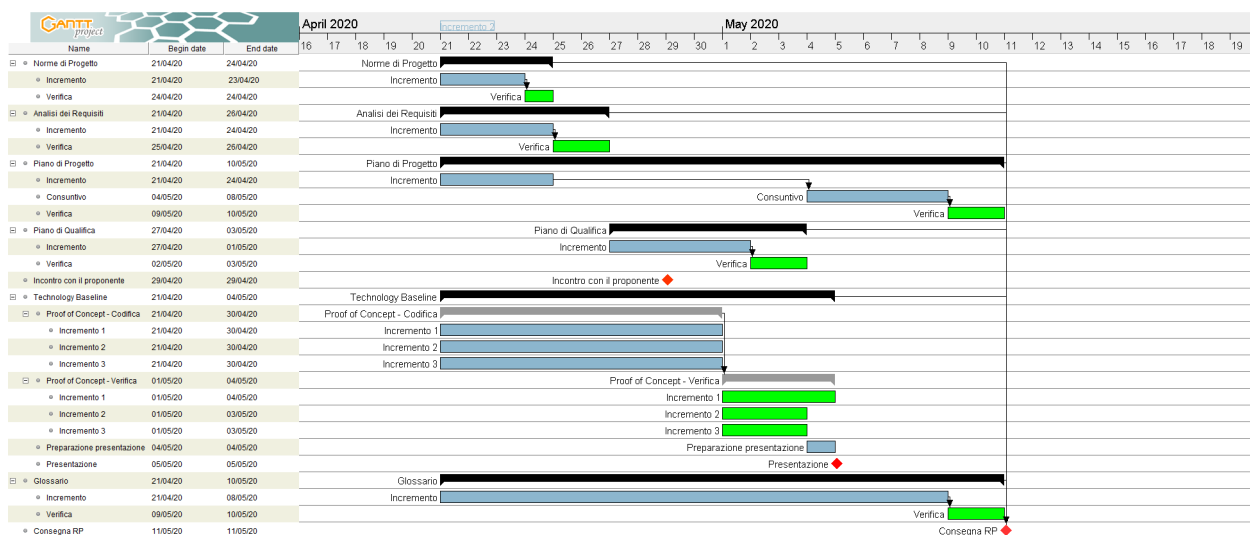 GANTT
project
April 2020
Incremento 2
May 2020
Name Begin date End date
16 17 18 19 20 21 22 23 24 25 26 27 28 29 30 1 2 3 4 5 6 7 8 9 10 11 12 13 14 15 16 17 18 19
Norme di Progetto 21/04/20 24/04/20 Norme di Progetto
Incremento 21/04/20 23/04/20 Incremento
Verifica 24/04/20 24/04/20 Verifica
Analisi dei Requisiti 21/04/20 26/04/20 Analisi dei Requisiti
Incremento 21/04/20 24/04/20 Incremento
Verifica 25/04/20 26/04/20 Verifica
Piano di Progetto 21/04/20 10/05/20 Piano di Progetto
Incremento 21/04/20 24/04/20 Incremento
Consuntivo 04/05/20 08/05/20 Consuntivo
Verifica 09/05/20 10/05/20 Verifica
Piano di Qualifica 27/04/20 03/05/20 Piano di Qualifica
Incremento 27/04/20 01/05/20 Incremento
Verifica 02/05/20 03/05/20 Verifica
Incontro con il proponente 29/04/20 29/04/20 Incontro con il proponente
Technology Baseline 21/04/20 04/05/20 Technology Baseline
Proof of Concept - Codifica 21/04/20 30/04/20 Proof of Concept - Codifica
Incremento 1 21/04/20 30/04/20 Incremento 1
Incremento 2 21/04/20 30/04/20 Incremento 2
Incremento 3 21/04/20 30/04/20 Incremento 3
Proof of Concept - Verifica 01/05/20 04/05/20 Proof of Concept - Verifica
Incremento 1 01/05/20 04/05/20 Incremento 1
Incremento 2 01/05/20 03/05/20 Incremento 2
Incremento 3 01/05/20 03/05/20 Incremento 3
Preparazione presentazione 04/05/20 04/05/20 Preparazione presentazione
Presentazione 05/05/20 05/05/20 Presentazione
Glossario 21/04/20 10/05/20 Glossario
Incremento 21/04/20 08/05/20 Incremento
Verifica 09/05/20 10/05/20 Verifica
Consegna RP 11/05/20 11/05/20 Consegna RP